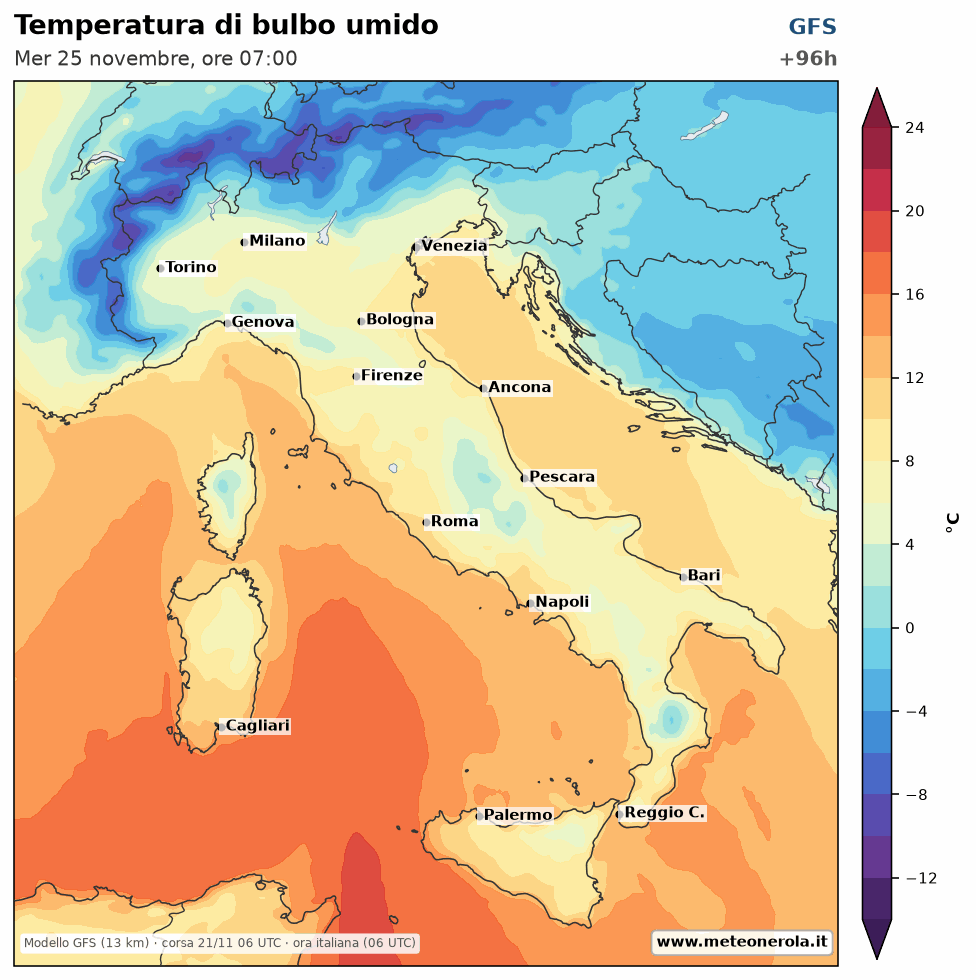 Temperatura di bulbo umido
GFS
Mer 25 novembre, ore 07:00
+96h
Milano
Venezia
Torino
Genova
Bologna
Firenze
Ancona
Pescara
Roma
Bari
Napoli
Cagliari
Palermo
Reggio C.
24
20
16
12
8
4
0
−4
−8
−12
°C
Modello GFS (13 km) · corsa 21/11 06 UTC · ora italiana (06 UTC)
www.meteonerola.it